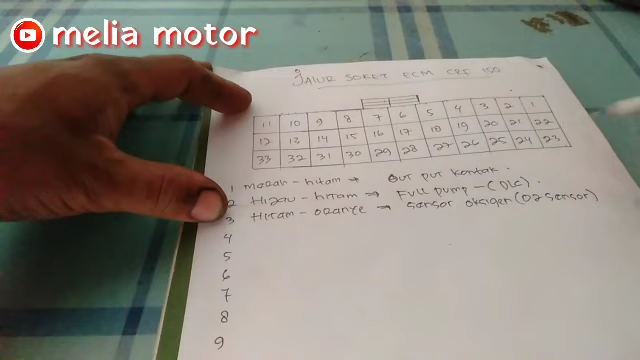 melia motor
JALUR SOKET ECM CRF 150
11 10 9 8 7 6 5 4 3 2 1
12 13 14 15 16 17 18 19 20 21 22
33 32 31 30 29 28 27 26 25 24 23
1 merah - hitam → Out put kontak.
2 Hijau - hitam → Full pump - (DLC).
3 Hitam - orange → sensor oksigen (O2 sensor)
4
5
6
7
8
9